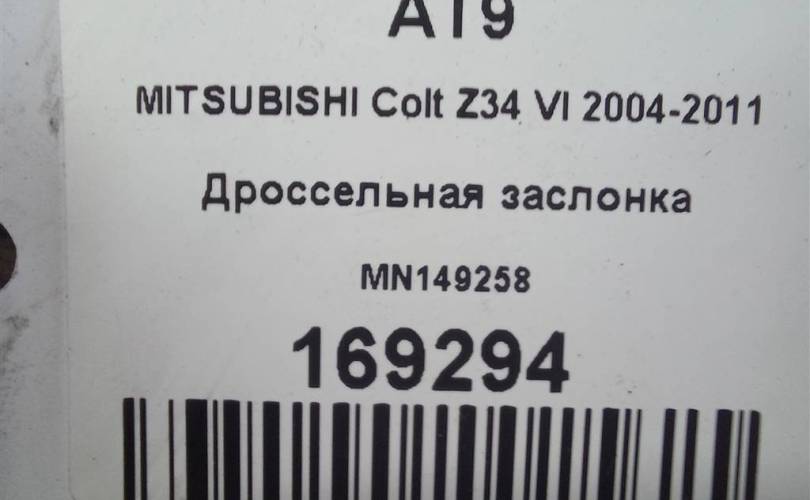 A19
MITSUBISHI Colt Z34 VI 2004-2011
Дроссельная заслонка
MN149258
169294